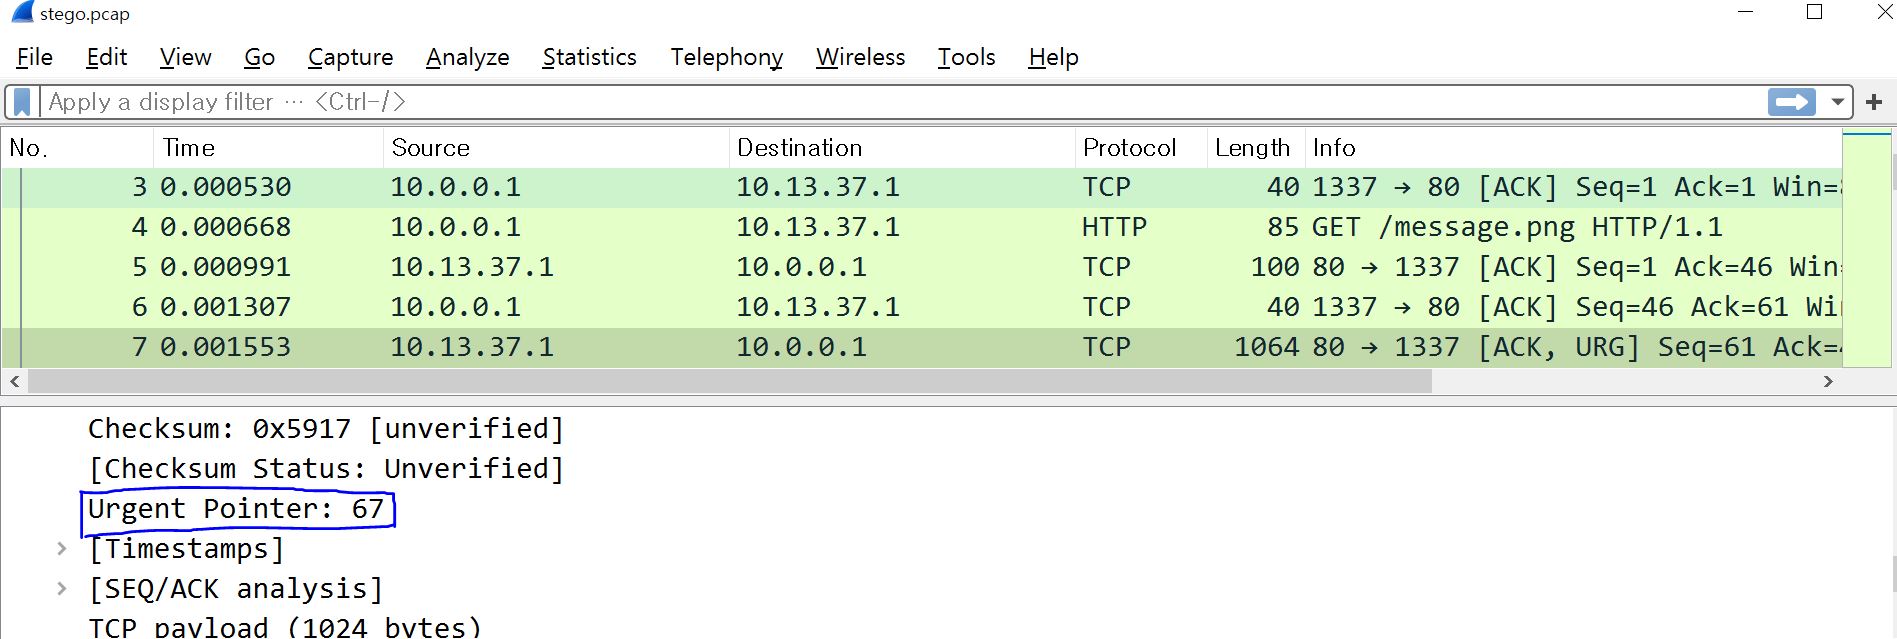 stego.pcap
File Edit View Go Capture Analyze Statistics Telephony Wireless Tools Help
Apply a display filter ··· <Ctrl-/>
No. Time Source Destination Protocol Length Info
3 0.000530 10.0.0.1 10.13.37.1 TCP 40 1337 → 80 [ACK] Seq=1 Ack=1 Win=
4 0.000668 10.0.0.1 10.13.37.1 HTTP 85 GET /message.png HTTP/1.1
5 0.000991 10.13.37.1 10.0.0.1 TCP 100 80 → 1337 [ACK] Seq=1 Ack=46 Win=
6 0.001307 10.0.0.1 10.13.37.1 TCP 40 1337 → 80 [ACK] Seq=46 Ack=61 Wi
7 0.001553 10.13.37.1 10.0.0.1 TCP 1064 80 → 1337 [ACK, URG] Seq=61 Ack=
Checksum: 0x5917 [unverified]
[Checksum Status: Unverified]
Urgent Pointer: 67
[Timestamps]
[SEQ/ACK analysis]
TCP payload (1024 bytes)